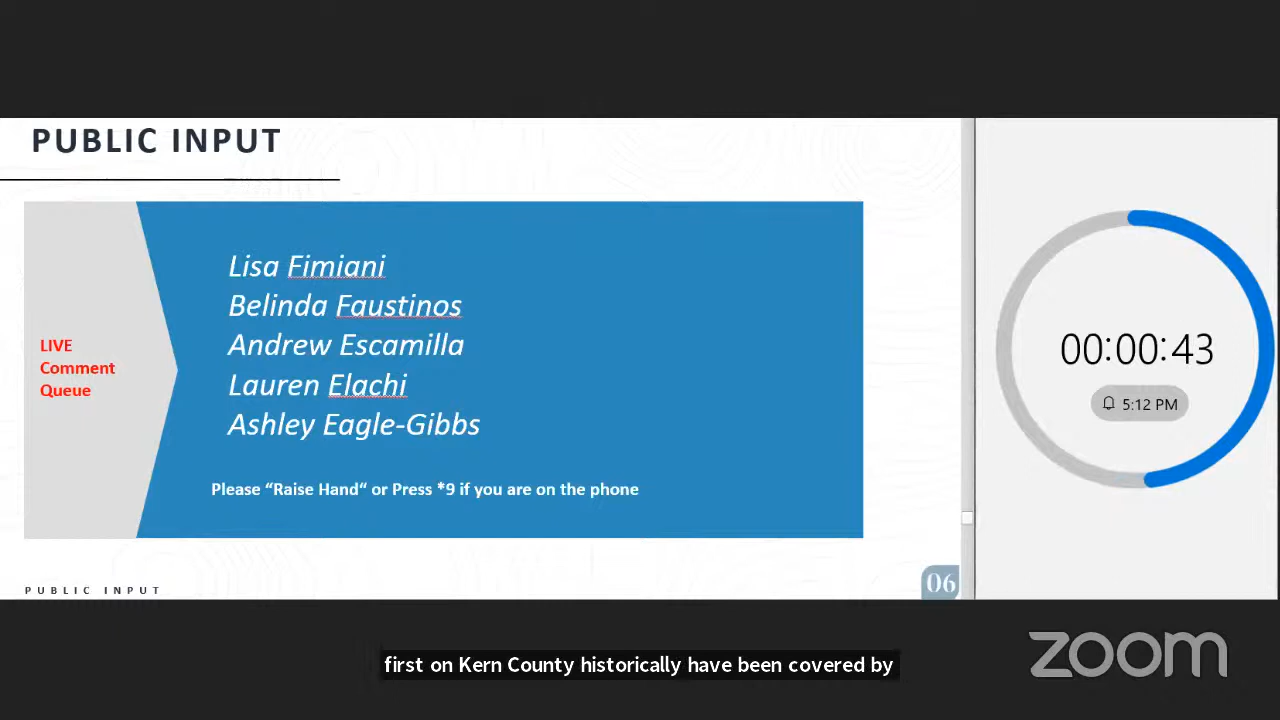 PUBLIC INPUT
LIVE
Comment
Queue
Lisa Fimiani
Belinda Faustinos
Andrew Escamilla
Lauren Elachi
Ashley Eagle-Gibbs
Please “Raise Hand“ or Press *9 if you are on the phone
PUBLIC INPUT
06
00:00:43
5:12 PM
first on Kern County historically have been covered by
zoom